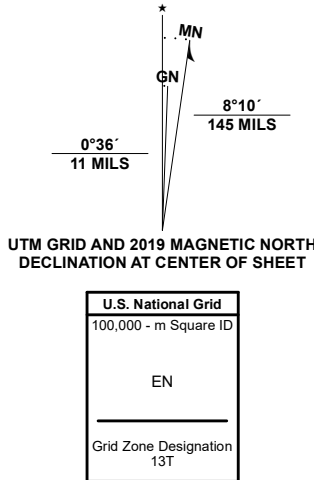 ★
MN
GN
8°10´
145 MILS
0°36´
11 MILS
UTM GRID AND 2019 MAGNETIC NORTH
DECLINATION AT CENTER OF SHEET
U.S. National Grid
100,000 - m Square ID
EN
Grid Zone Designation
13T